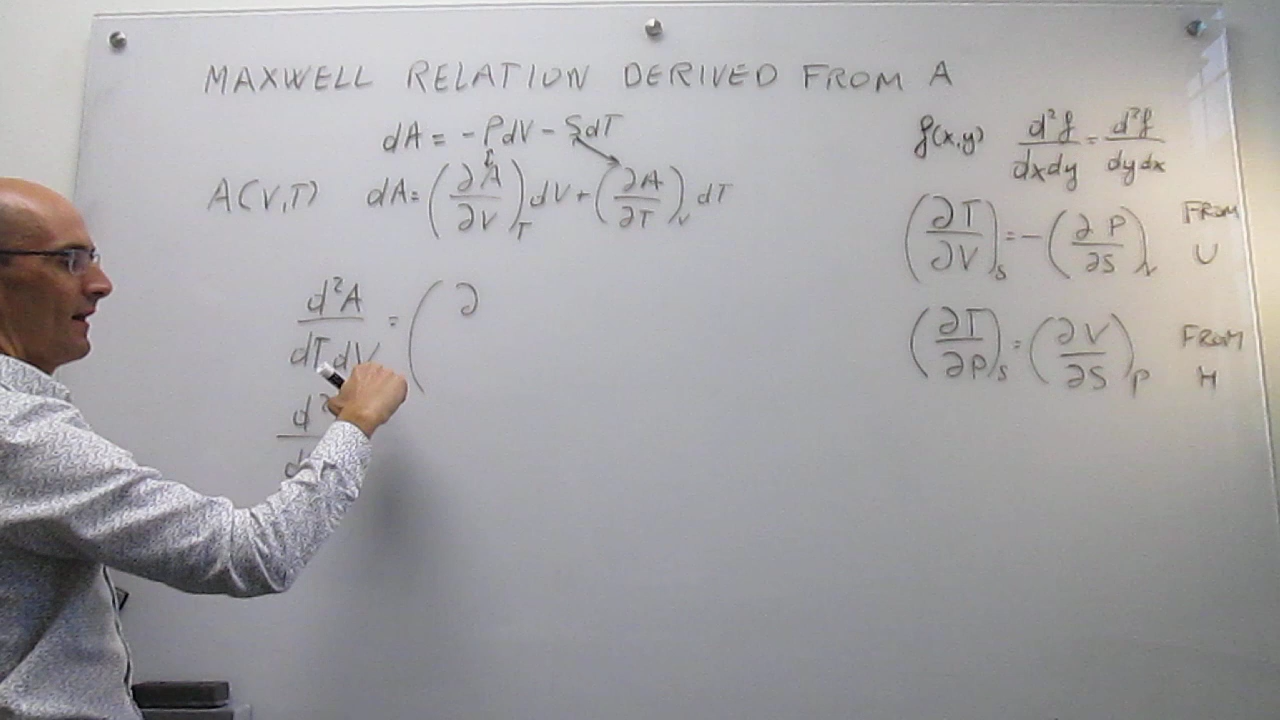 MAXWELL RELATION DERIVED FROM A
dA = -PdV - SdT
A(V,T) dA = (∂A/∂V)_T dV + (∂A/∂T)_V dT
d²A/dTdV = (∂
d²
d
f(x,y) d²f/dxdy = d²f/dydx
(∂T/∂V)_S = -(∂P/∂S)_V FROM U
(∂T/∂P)_S = (∂V/∂S)_P FROM H